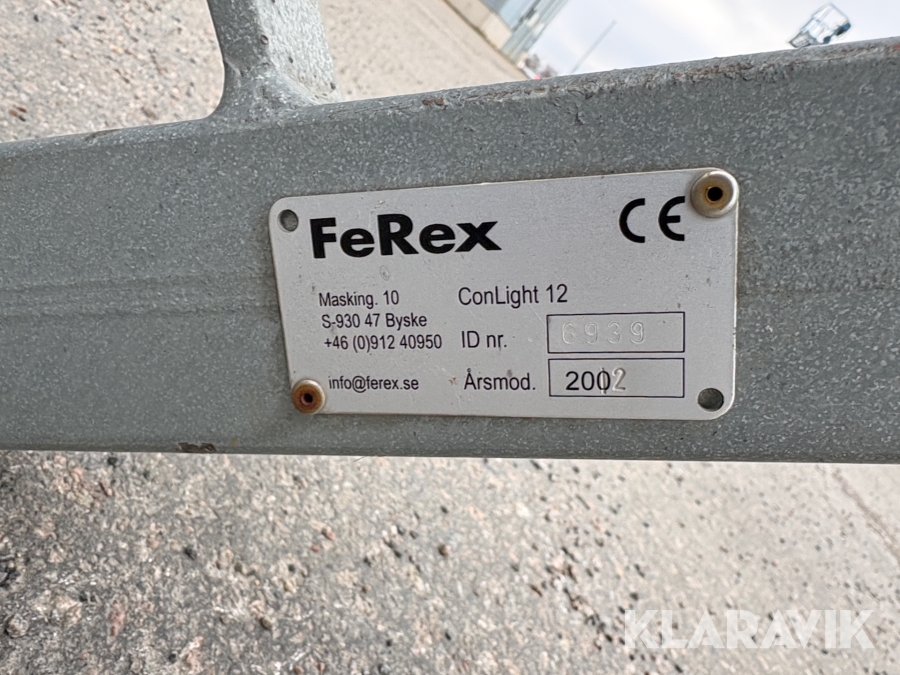 FeRex CE
Masking. 10 ConLight 12
S-930 47 Byske
+46 (0)912 40950 ID nr. 6939
info@ferex.se Årsmod. 20012
KLARAVIK